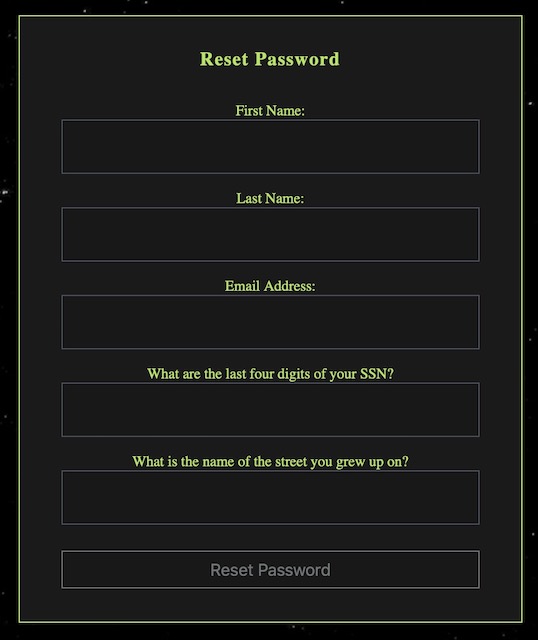 Reset Password
First Name:
Last Name:
Email Address:
What are the last four digits of your SSN?
What is the name of the street you grew up on?
Reset Password